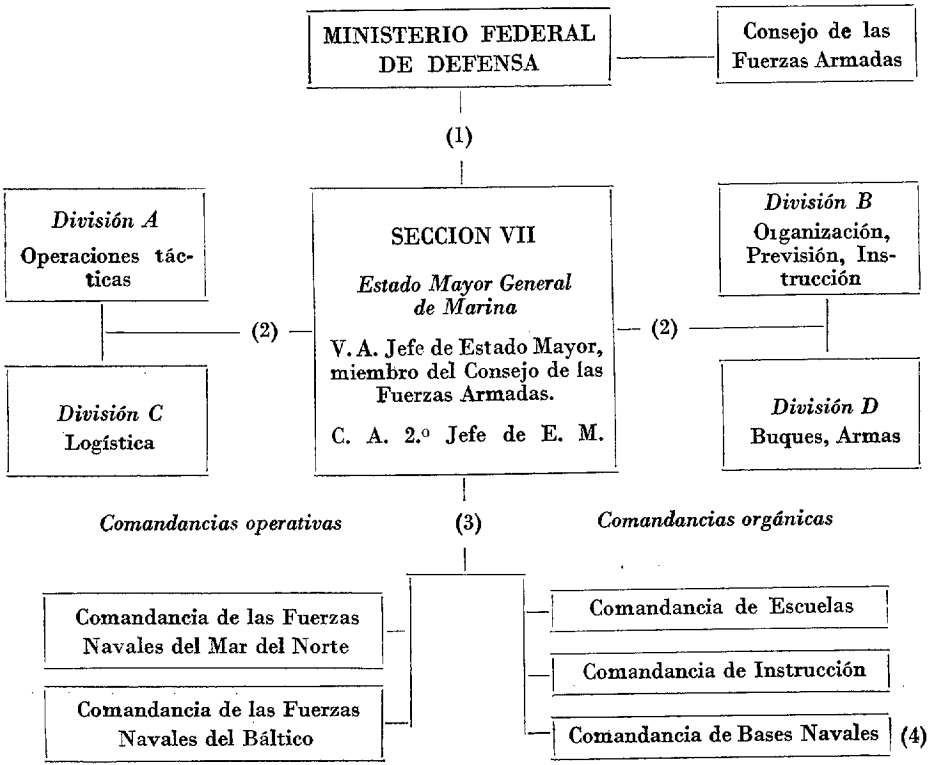 MINISTERIO FEDERAL
DE DEFENSA
Consejo de las
Fuerzas Armadas
(1)
División A
Operaciones tác-
ticas
SECCION VII
Estado Mayor General
de Marina
V. A. Jefe de Estado Mayor,
miembro del Consejo de las
Fuerzas Armadas.
C. A. 2.º Jefe de E. M.
División B
Organización,
Previsión, Ins-
trucción
(2)
(2)
División C
Logística
División D
Buques, Armas
Comandancias operativas
(3)
Comandancias orgánicas
Comandancia de las Fuerzas
Navales del Mar del Norte
Comandancia de las Fuerzas
Navales del Báltico
Comandancia de Escuelas
Comandancia de Instrucción
Comandancia de Bases Navales
(4)